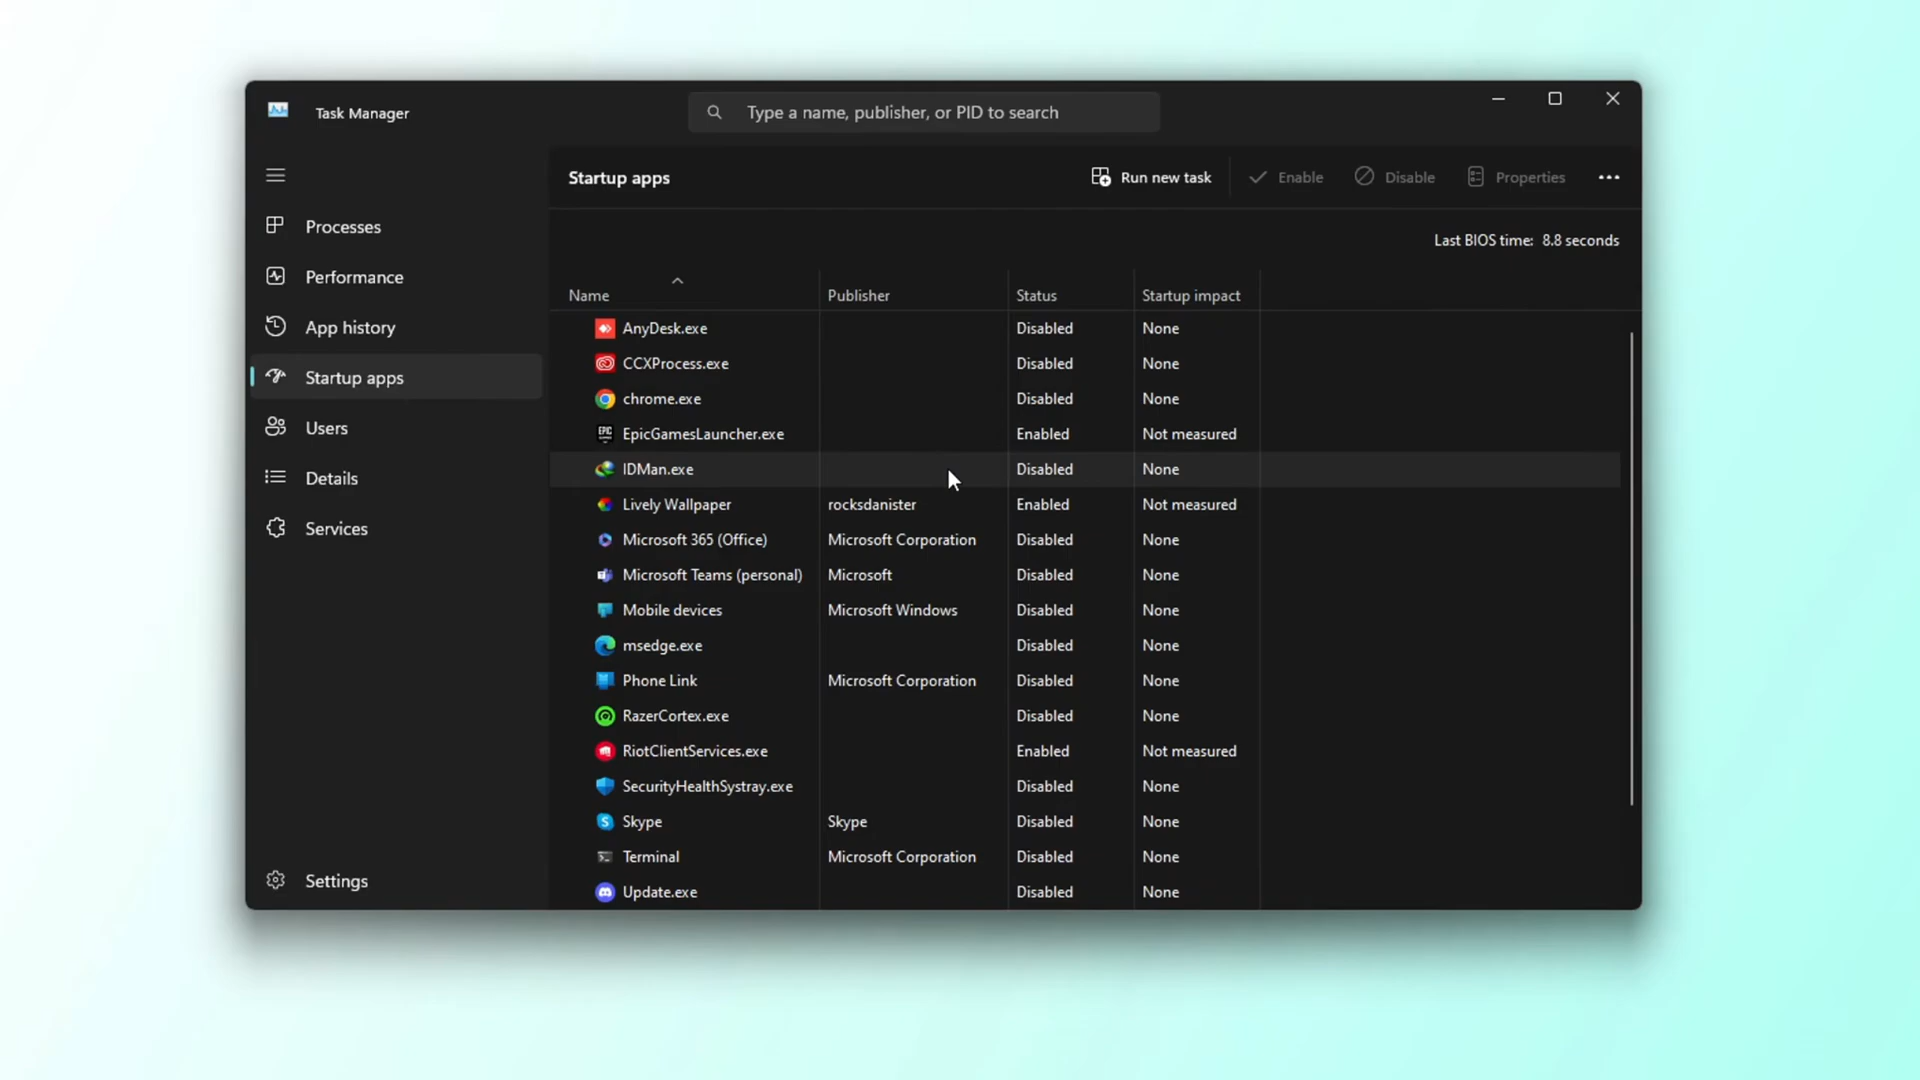 Task Manager
Type a name, publisher, or PID to search
Startup apps
Run new task
Enable
Disable
Properties
Last BIOS time: 8.8 seconds
Processes
Performance
App history
Startup apps
Users
Details
Services
Settings
Name Publisher Status Startup impact
AnyDesk.exe Disabled None
CCXProcess.exe Disabled None
chrome.exe Disabled None
EPIC EpicGamesLauncher.exe Enabled Not measured
IDMan.exe Disabled None
Lively Wallpaper rocksdanister Enabled Not measured
Microsoft 365 (Office) Microsoft Corporation Disabled None
Microsoft Teams (personal) Microsoft Disabled None
Mobile devices Microsoft Windows Disabled None
msedge.exe Disabled None
Phone Link Microsoft Corporation Disabled None
RazerCortex.exe Disabled None
RiotClientServices.exe Enabled Not measured
SecurityHealthSystray.exe Disabled None
Skype Skype Disabled None
Terminal Microsoft Corporation Disabled None
Update.exe Disabled None